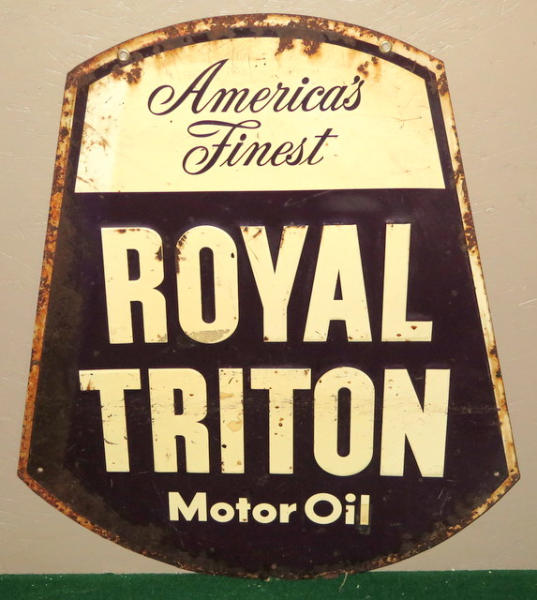 America's
Finest
ROYAL
TRITON
Motor Oil